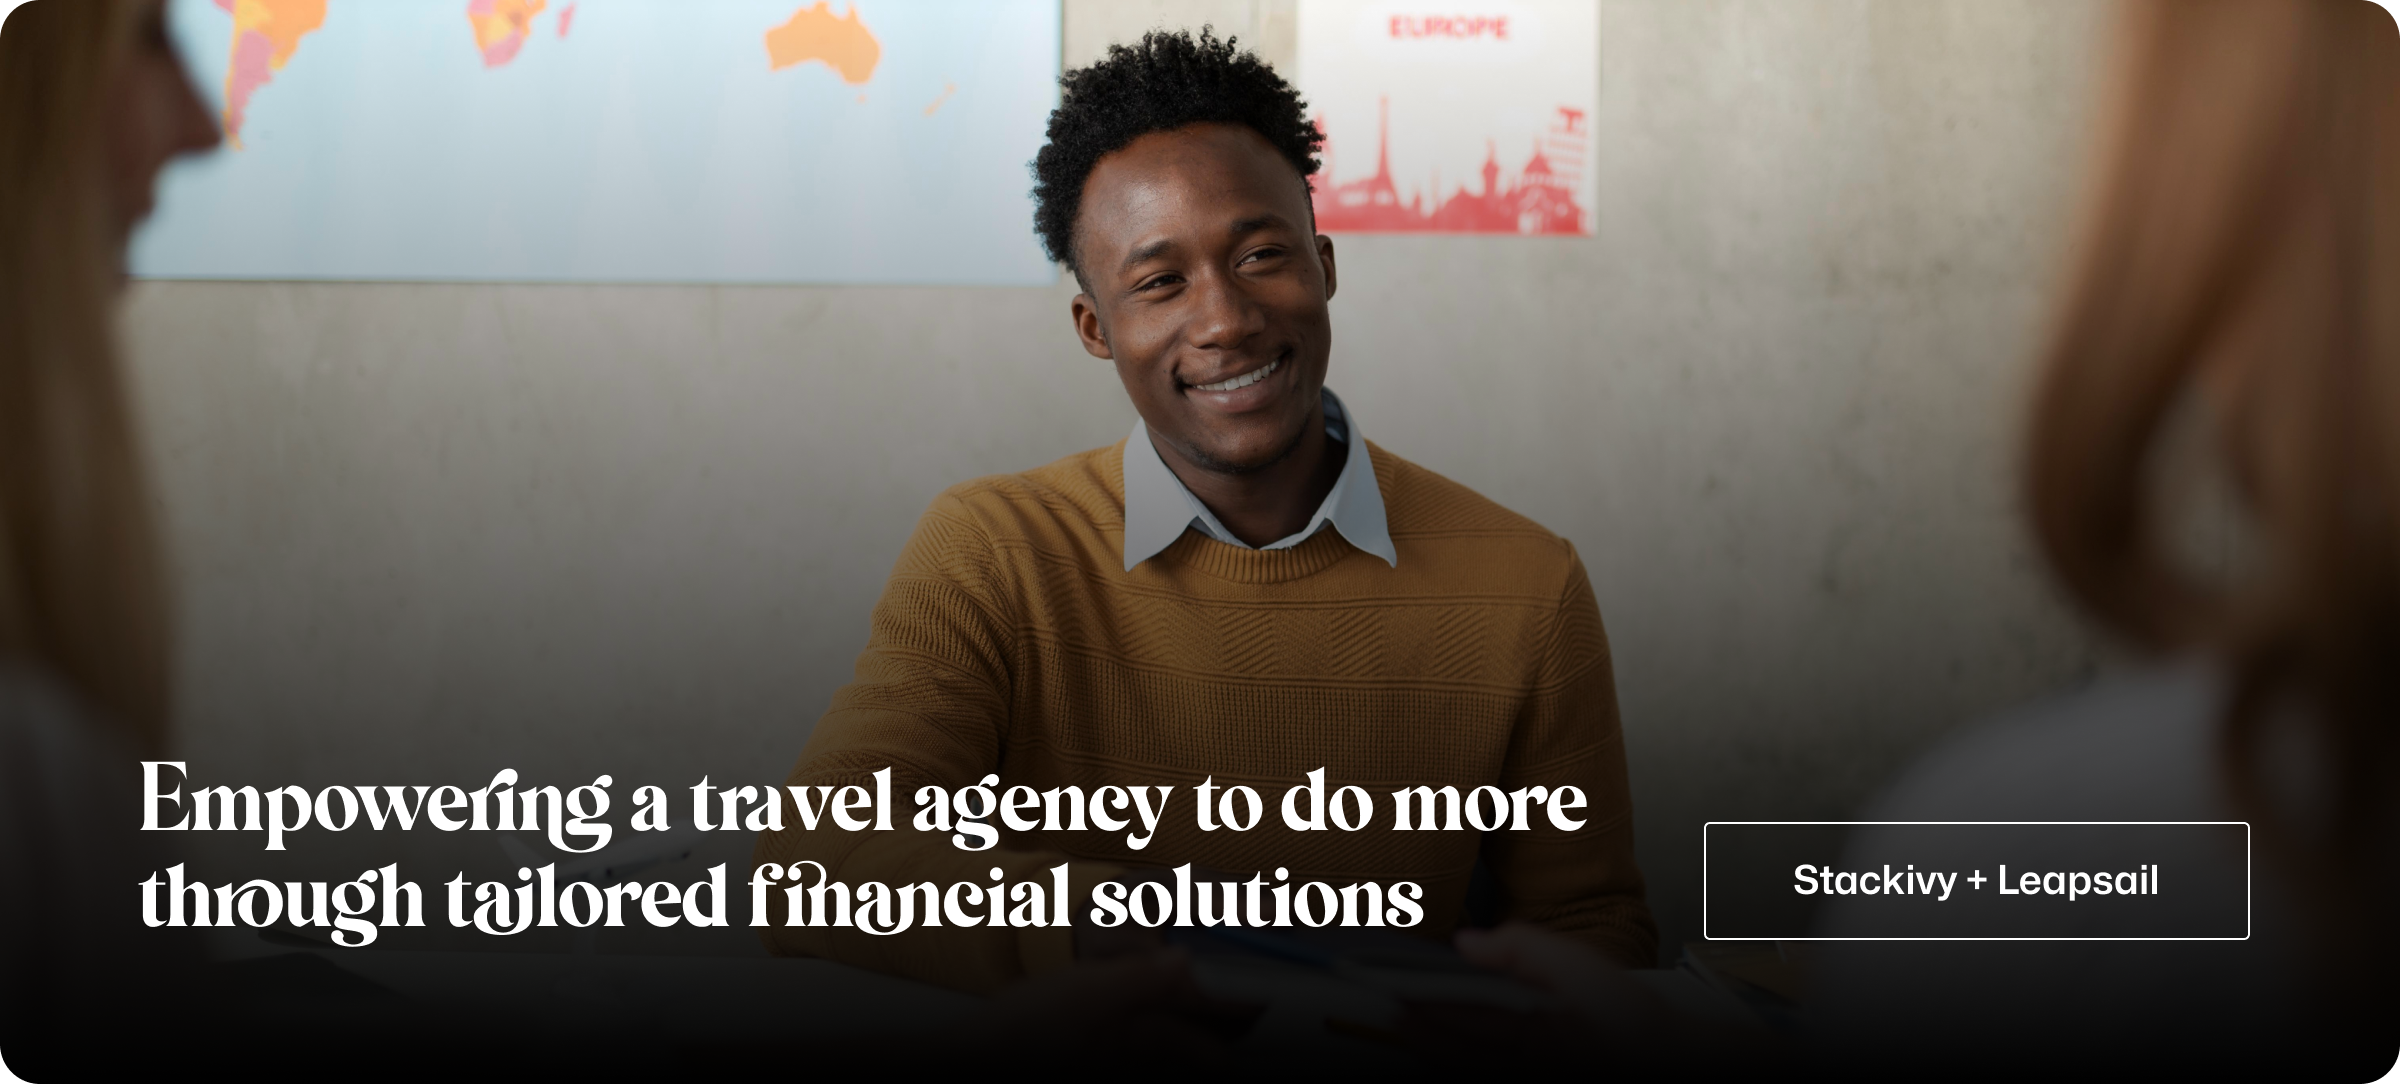 EUROPE
Empowering a travel agency to do more
through tailored financial solutions
Stackivy + Leapsail